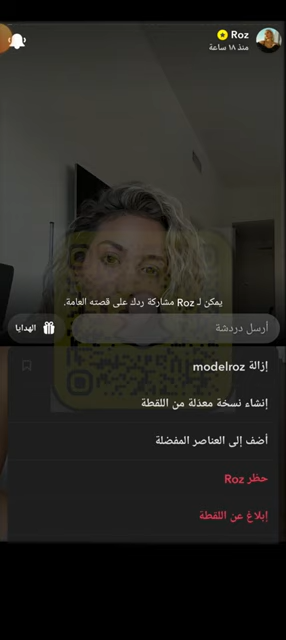 Roz
منذ ١٨ ساعة
يمكن لـ Roz مشاركة ردك على قصته العامة.
أرسل دردشة
الهدايا
إزالة modelroz
إنشاء نسخة معدلة من اللقطة
أضف إلى العناصر المفضلة
حظر Roz
إبلاغ عن اللقطة